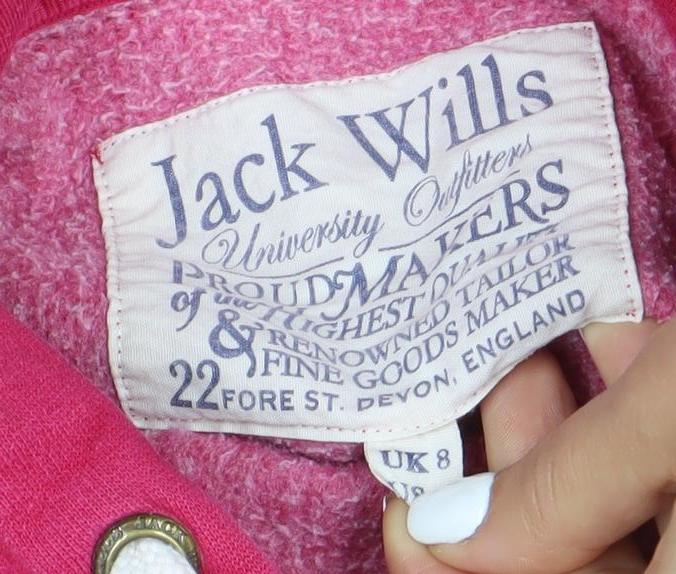 Jack Wills
University Outfitters
PROUD MAKERS
of the HIGHEST QUALITY
& RENOWNED TAILOR
FINE GOODS MAKER
22 FORE ST. DEVON, ENGLAND
UK 8
JACK